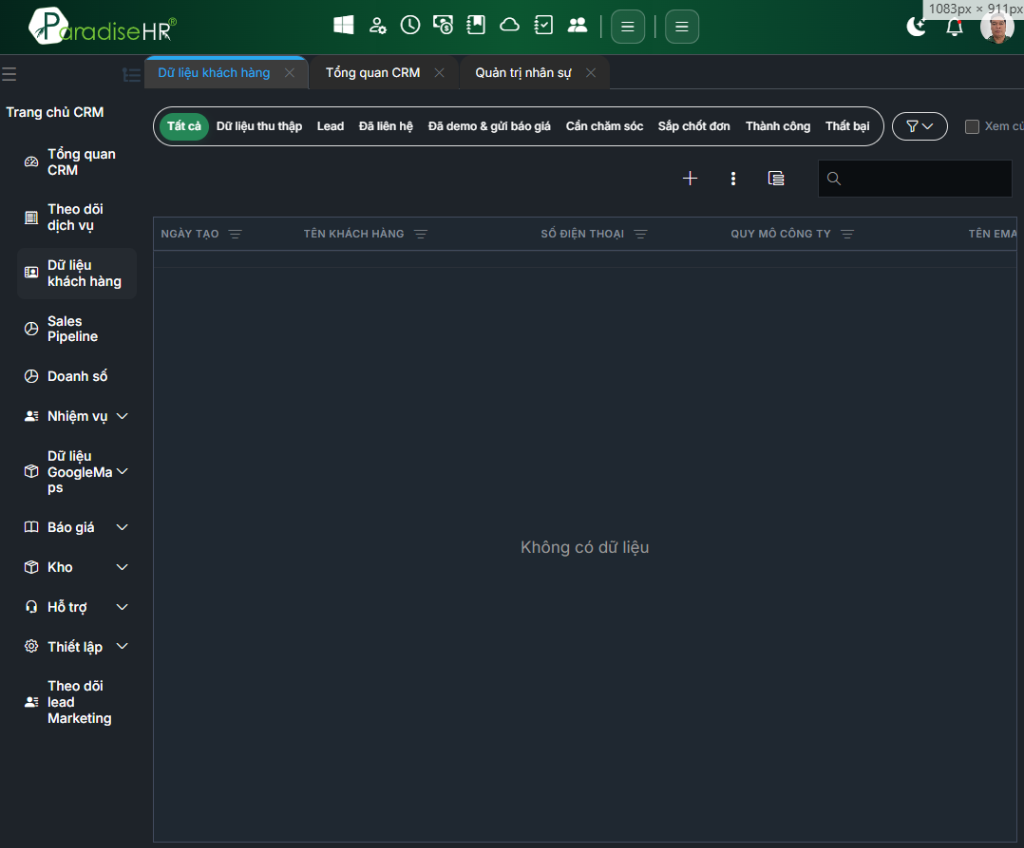 1083px × 911px
ParadiseHR®
Dữ liệu khách hàng
Tổng quan CRM
Quản trị nhân sự
Trang chủ CRM
Tổng quan
CRM
Theo dõi
dịch vụ
Dữ liệu
khách hàng
Sales
Pipeline
Doanh số
Nhiệm vụ
Dữ liệu
GoogleMa
ps
Báo giá
Kho
Hỗ trợ
Thiết lập
Theo dõi
lead
Marketing
Tất cả
Dữ liệu thu thập
Lead
Đã liên hệ
Đã demo & gửi báo giá
Cần chăm sóc
Sắp chốt đơn
Thành công
Thất bại
Xem
NGÀY TẠO
TÊN KHÁCH HÀNG
SỐ ĐIỆN THOẠI
QUY MÔ CÔNG TY
TÊN EMA
Không có dữ liệu